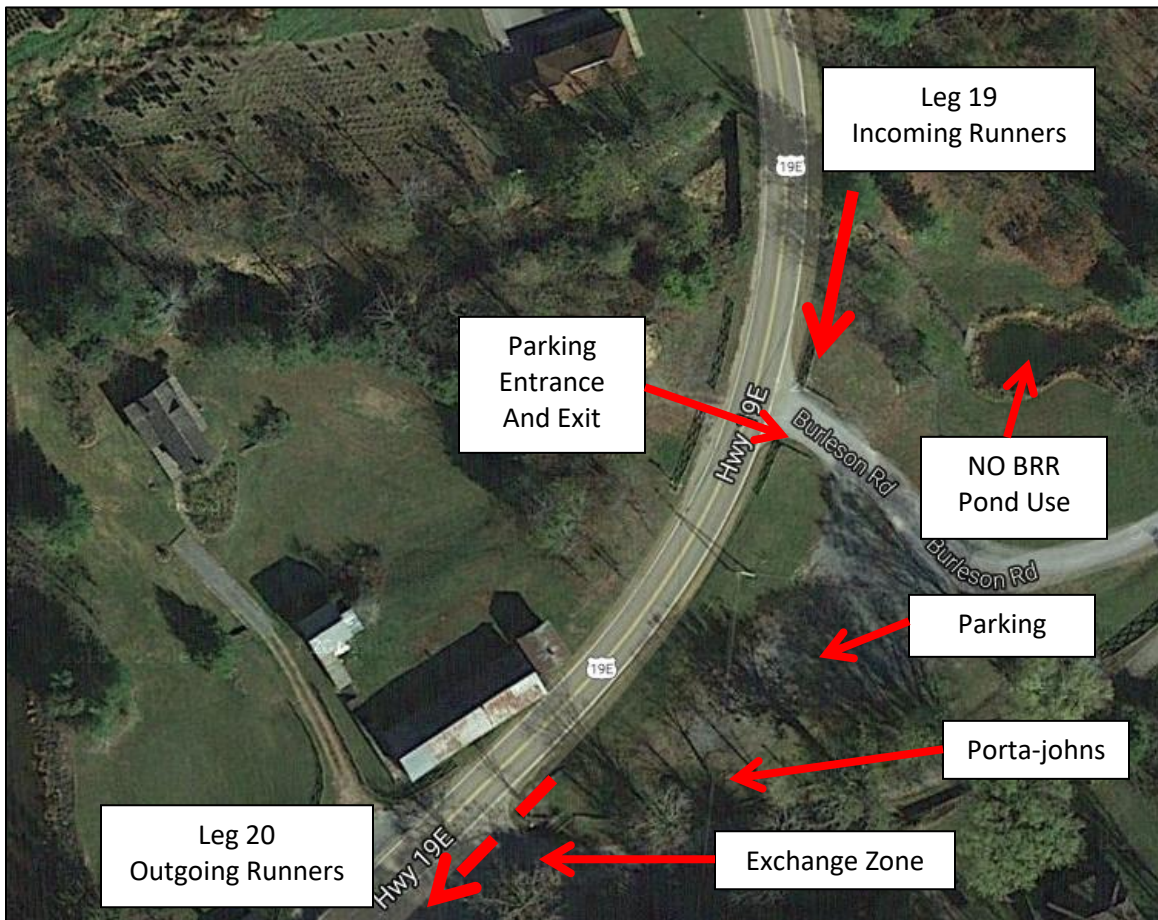 Leg 19
Incoming Runners
19E
Parking
Entrance
And Exit
Hwy 19E
Burleson Rd
NO BRR
Pond Use
Burleson Rd
Parking
19E
Porta-johns
Leg 20
Outgoing Runners
Hwy 19E
Exchange Zone